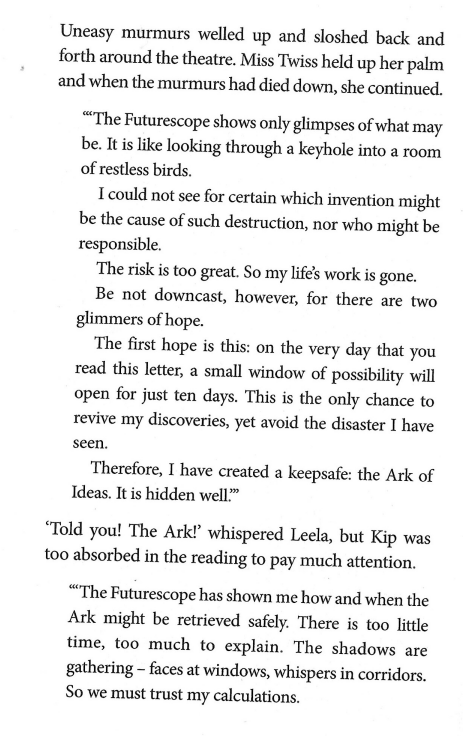 Uneasy murmurs welled up and sloshed back and
forth around the theatre. Miss Twiss held up her palm
and when the murmurs had died down, she continued.
“‘“The Futurescope shows only glimpses of what may
be. It is like looking through a keyhole into a room
of restless birds.
I could not see for certain which invention might
be the cause of such destruction, nor who might be
responsible.
The risk is too great. So my life’s work is gone.
Be not downcast, however, for there are two
glimmers of hope.
The first hope is this: on the very day that you
read this letter, a small window of possibility will
open for just ten days. This is the only chance to
revive my discoveries, yet avoid the disaster I have
seen.
Therefore, I have created a keepsafe: the Ark of
Ideas. It is hidden well.”’
‘Told you! The Ark!’ whispered Leela, but Kip was
too absorbed in the reading to pay much attention.
‘“The Futurescope has shown me how and when the
Ark might be retrieved safely. There is too little
time, too much to explain. The shadows are
gathering – faces at windows, whispers in corridors.
So we must trust my calculations.